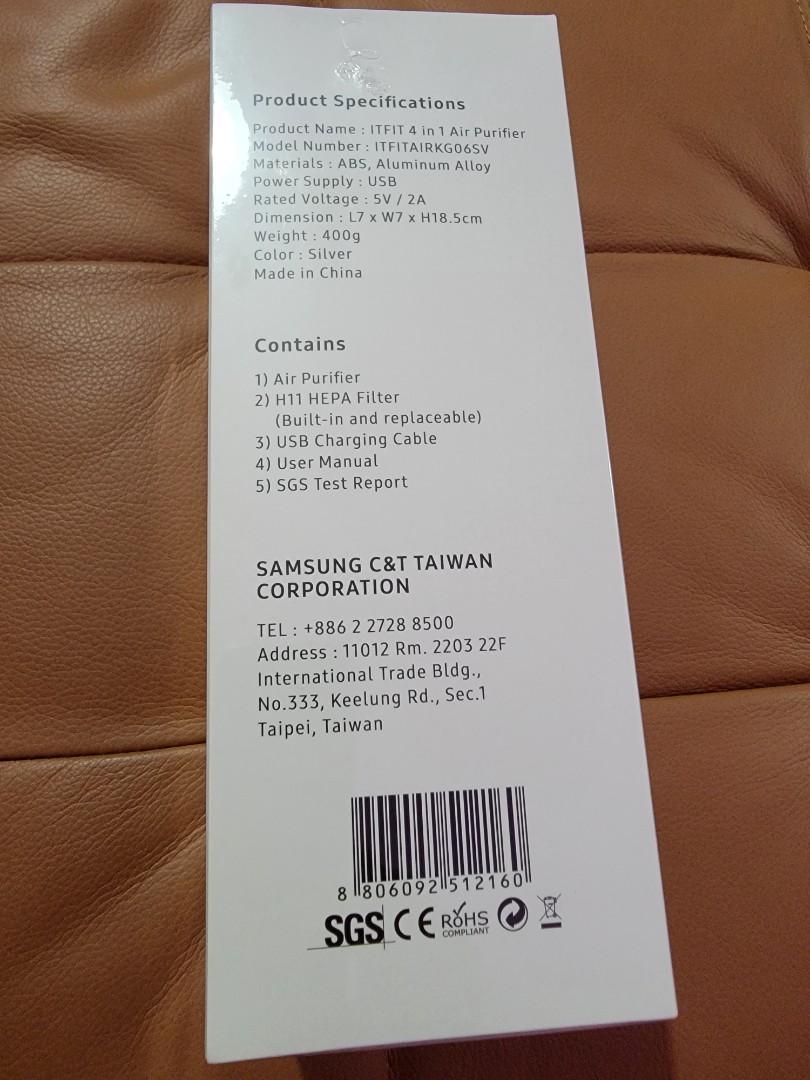 Product Specifications
Product Name : ITFIT 4 in 1 Air Purifier
Model Number : ITFITAIRKG06SV
Materials : ABS, Aluminum Alloy
Power Supply : USB
Rated Voltage : 5V / 2A
Dimension : L7 x W7 x H18.5cm
Weight : 400g
Color : Silver
Made in China
Contains
1) Air Purifier
2) H11 HEPA Filter
(Built-in and replaceable)
3) USB Charging Cable
4) User Manual
5) SGS Test Report
SAMSUNG C&T TAIWAN
CORPORATION
TEL : +886 2 2728 8500
Address : 11012 Rm. 2203 22F
International Trade Bldg.,
No.333, Keelung Rd., Sec.1
Taipei, Taiwan
8 806092 512160
SGS CE RoHS
COMPLIANT